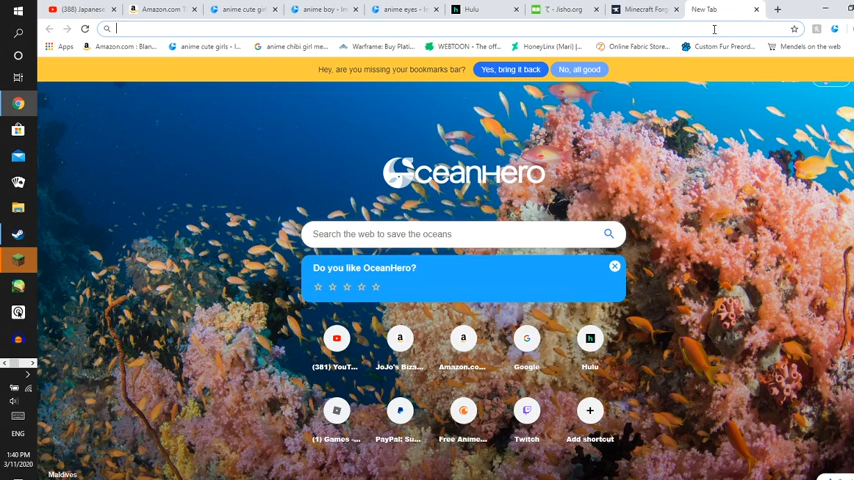 (388) Japanese
Amazon.com T
anime cute gir
anime boy - Im
anime eyes - I
Hulu
て - Jisho.org
Minecraft Forg
New Tab
Apps
Amazon.com : Blan...
anime cute girls - I...
anime chibi girl me...
Warframe: Buy Plati...
WEBTOON - The off...
HoneyLinx (Mari) |...
Online Fabric Store...
Custom Fur Preord...
Mendels on the web
Hey, are you missing your bookmarks bar?
Yes, bring it back
No, all good
OceanHero
Search the web to save the oceans
Do you like OceanHero?
(381) YouT...
JoJo's Biza...
Amazon.co...
Google
Hulu
(1) Games -...
PayPal: Su...
Free Anime...
Twitch
Add shortcut
ENG
1:40 PM
3/11/2020
Maldives